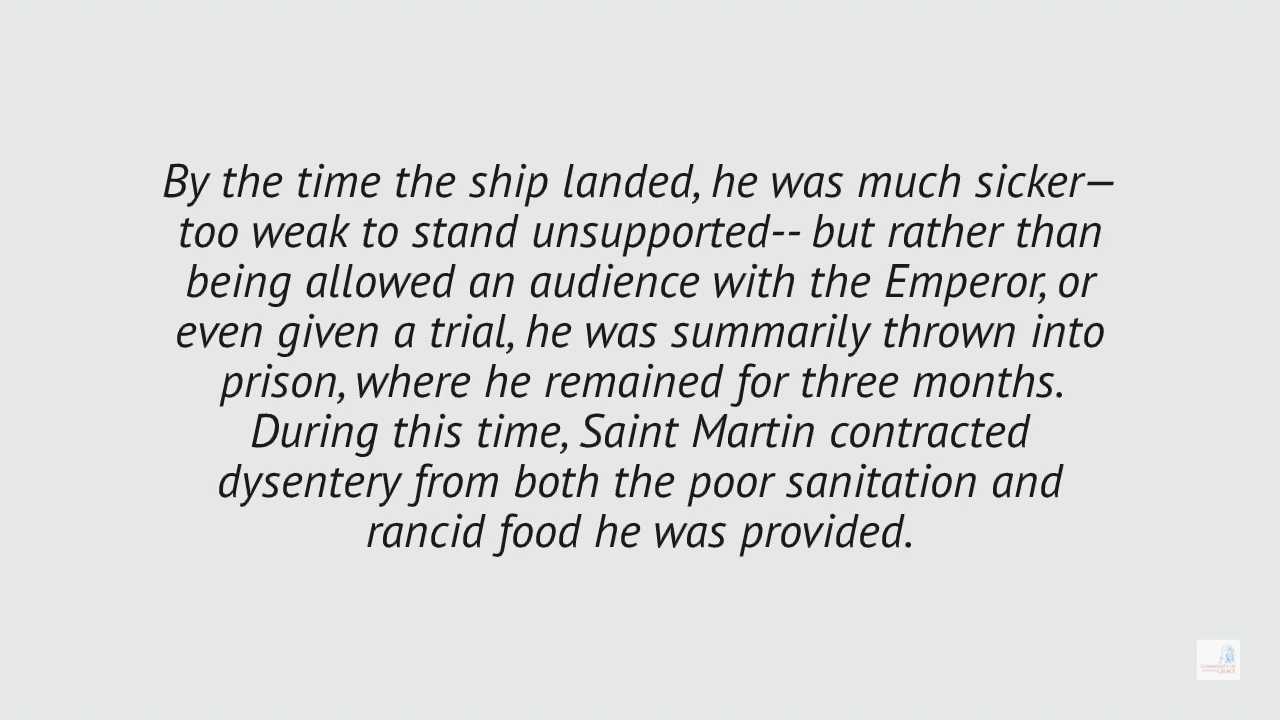 By the time the ship landed, he was much sicker—
too weak to stand unsupported-- but rather than
being allowed an audience with the Emperor, or
even given a trial, he was summarily thrown into
prison, where he remained for three months.
During this time, Saint Martin contracted
dysentery from both the poor sanitation and
rancid food he was provided.
COMMUNITY OF
GRACE